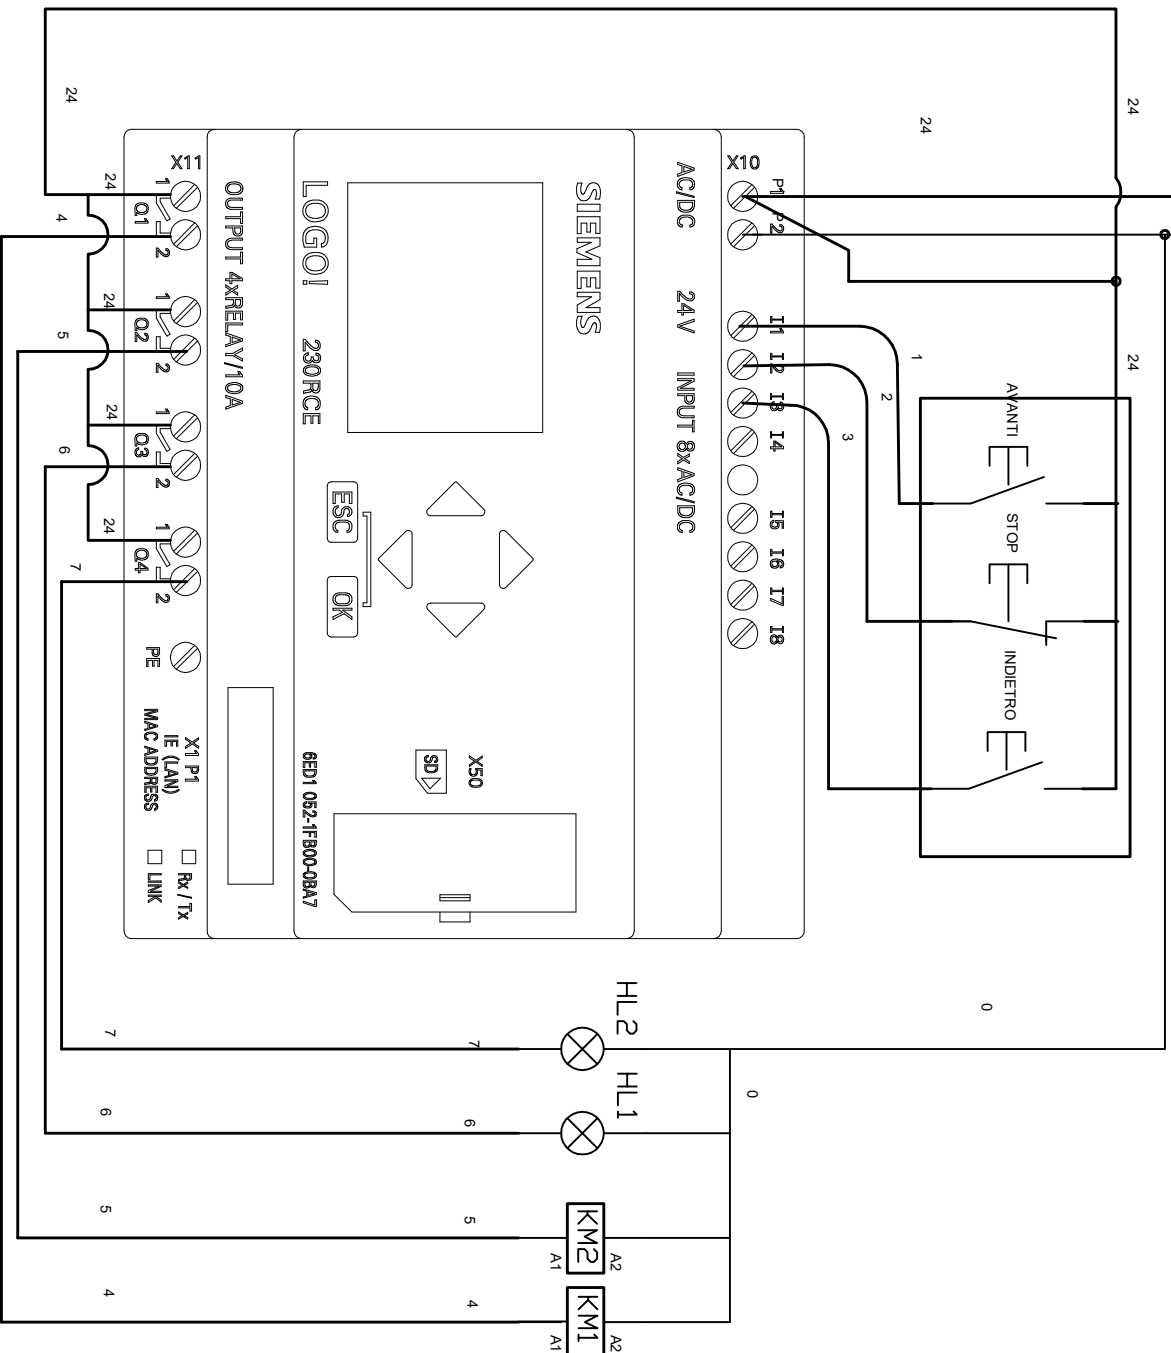 24
24
AVANTI
STOP
INDIETRO
0
24
1
2
3
P1 P2 I1 I2 I3 I4 I5 I6 I7 I8
X10
0
AC/DC 24V INPUT 8xAC/DC
HL2
HL1
A2
A2
SIEMENS
KM2
KM1
A1
A1
X50
SD
7
6
5
4
ESC
OK
LOGO! 230RCE
6ED1 052-1FB00-0BA7
OUTPUT 4xRELAY/10A
X11
X1 P1
IE (LAN)
MAC ADDRESS
Rx / Tx
LINK
1 2 1 2 1 2 1 2
Q1 Q2 Q3 Q4 PE
24
24
24
24
24
4
5
6
7
7
6
5
4